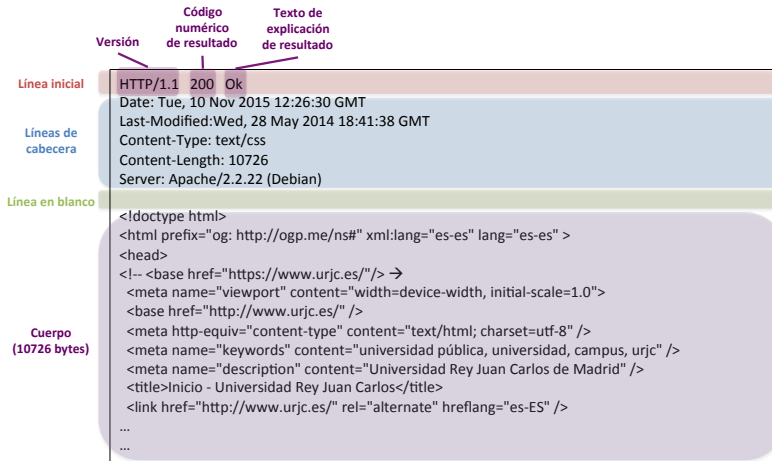 Código
numérico
de resultado
Texto de
explicación
de resultado
Versión
Línea inicial
HTTP/1.1 200 Ok
Date: Tue, 10 Nov 2015 12:26:30 GMT
Last-Modified:Wed, 28 May 2014 18:41:38 GMT
Líneas de
cabecera
Content-Type: text/css
Content-Length: 10726
Server: Apache/2.2.22 (Debian)
Línea en blanco
<!doctype html>
<html prefix="og: http://ogp.me/ns#" xml:lang="es-es" lang="es-es" >
<head>
<!-- <base href="https://www.urjc.es/"/> →
<meta name="viewport" content="width=device-width, initial-scale=1.0">
<base href="http://www.urjc.es/" />
<meta http-equiv="content-type" content="text/html; charset=utf-8" />
Cuerpo
(10726 bytes)
<meta name="keywords" content="universidad pública, universidad, campus, urjc" />
<meta name="description" content="Universidad Rey Juan Carlos de Madrid" />
<title>Inicio - Universidad Rey Juan Carlos</title>
<link href="http://www.urjc.es/" rel="alternate" hreflang="es-ES" />
...
...